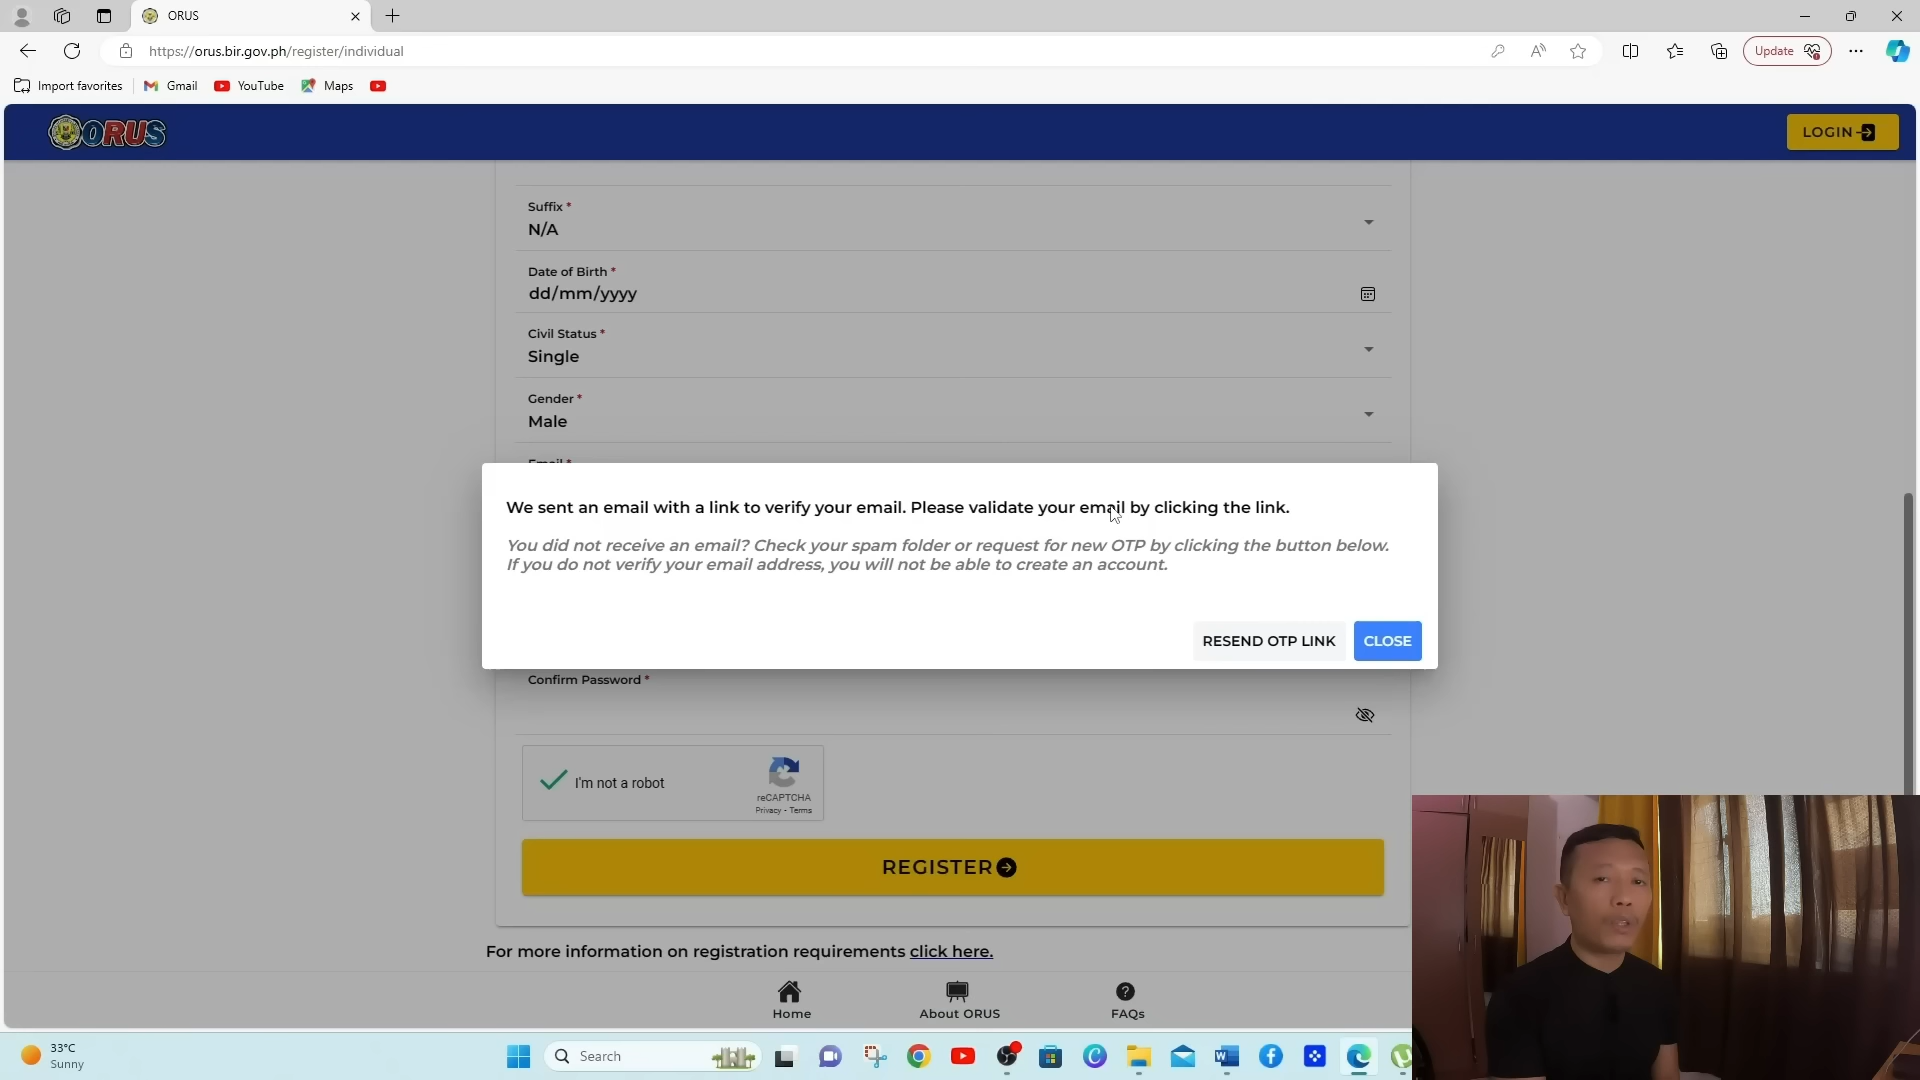 ORUS
https://orus.bir.gov.ph/register/individual
Update
Import favorites
Gmail
YouTube
Maps
ORUS
LOGIN
Suffix *
N/A
Date of Birth *
dd/mm/yyyy
Civil Status *
Single
Gender *
Male
We sent an email with a link to verify your email. Please validate your email by clicking the link.
You did not receive an email? Check your spam folder or request for new OTP by clicking the button below.
If you do not verify your email address, you will not be able to create an account.
RESEND OTP LINK
CLOSE
Confirm Password *
I'm not a robot
reCAPTCHA
Privacy - Terms
REGISTER
For more information on registration requirements click here.
Home
About ORUS
FAQs
33°C
Sunny
Search